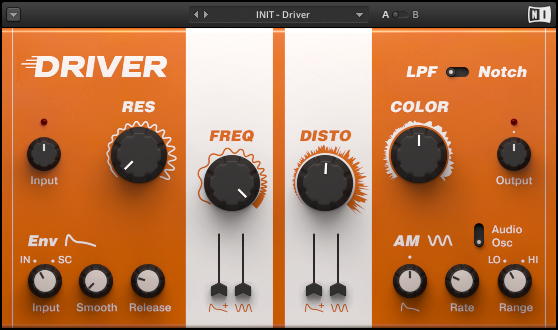 INIT - Driver
A B
NI
DRIVER
LPF Notch
RES
COLOR
FREQ
DISTO
Input
Output
Env
AM
Audio
Osc
IN SC
LO HI
Input
Smooth
Release
+
+
Rate
Range